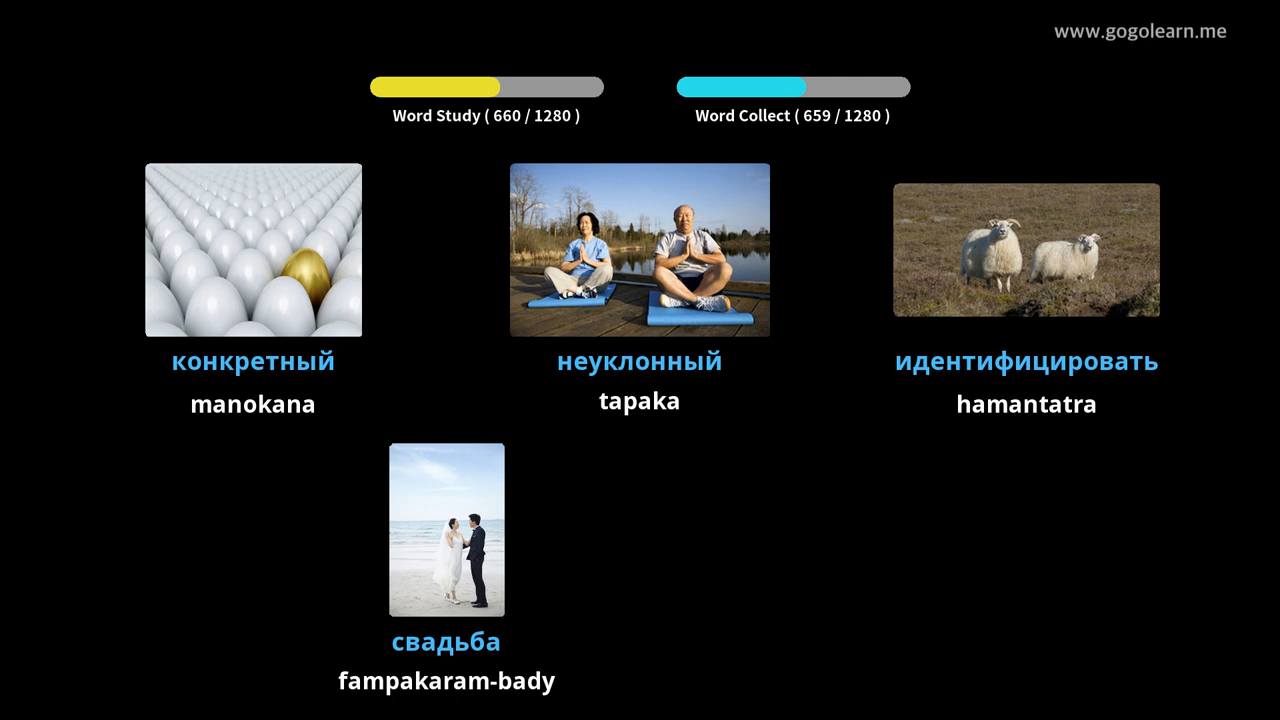 www.gogolearn.me
Word Study ( 660 / 1280 )
Word Collect ( 659 / 1280 )
конкретный
manokana
неуклонный
tapaka
идентифицировать
hamantatra
свадьба
fampakaram-bady